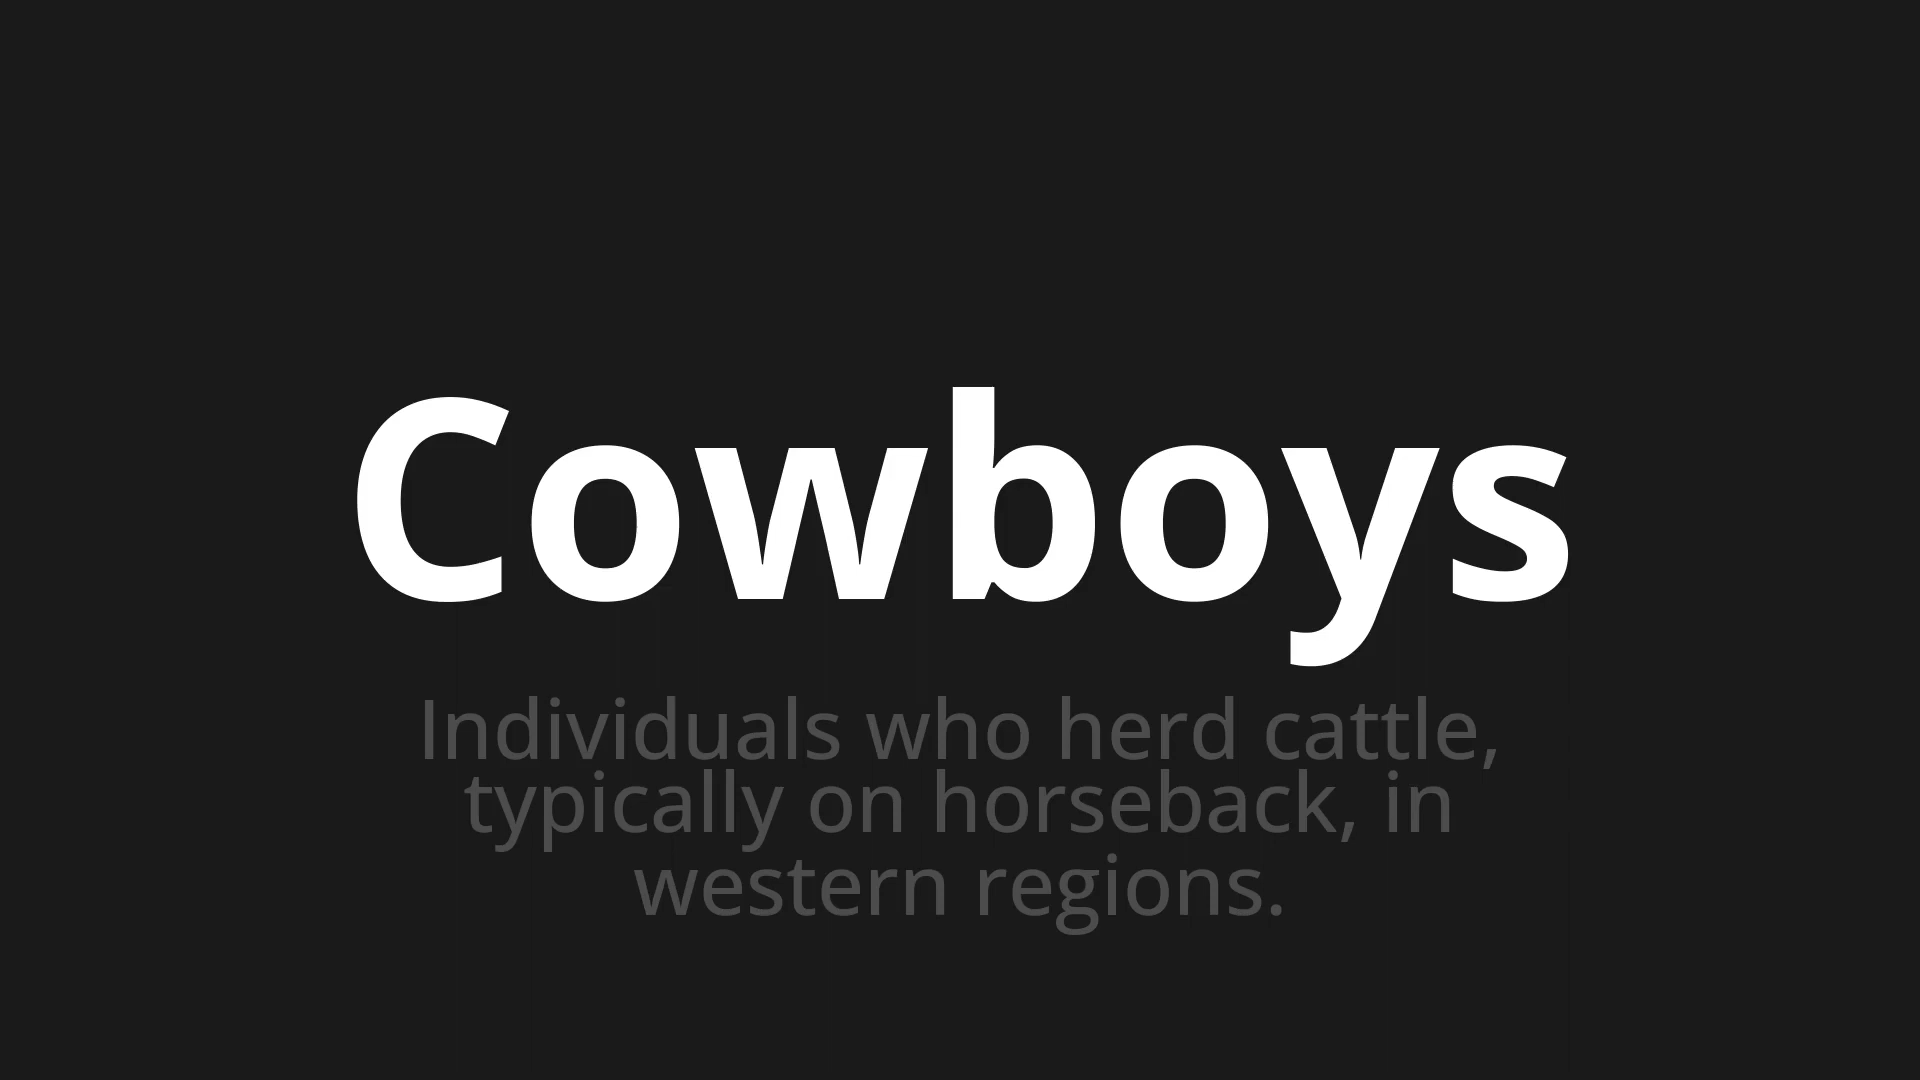 Cowboys
Individuals who herd cattle,
typically on horseback, in
western regions.